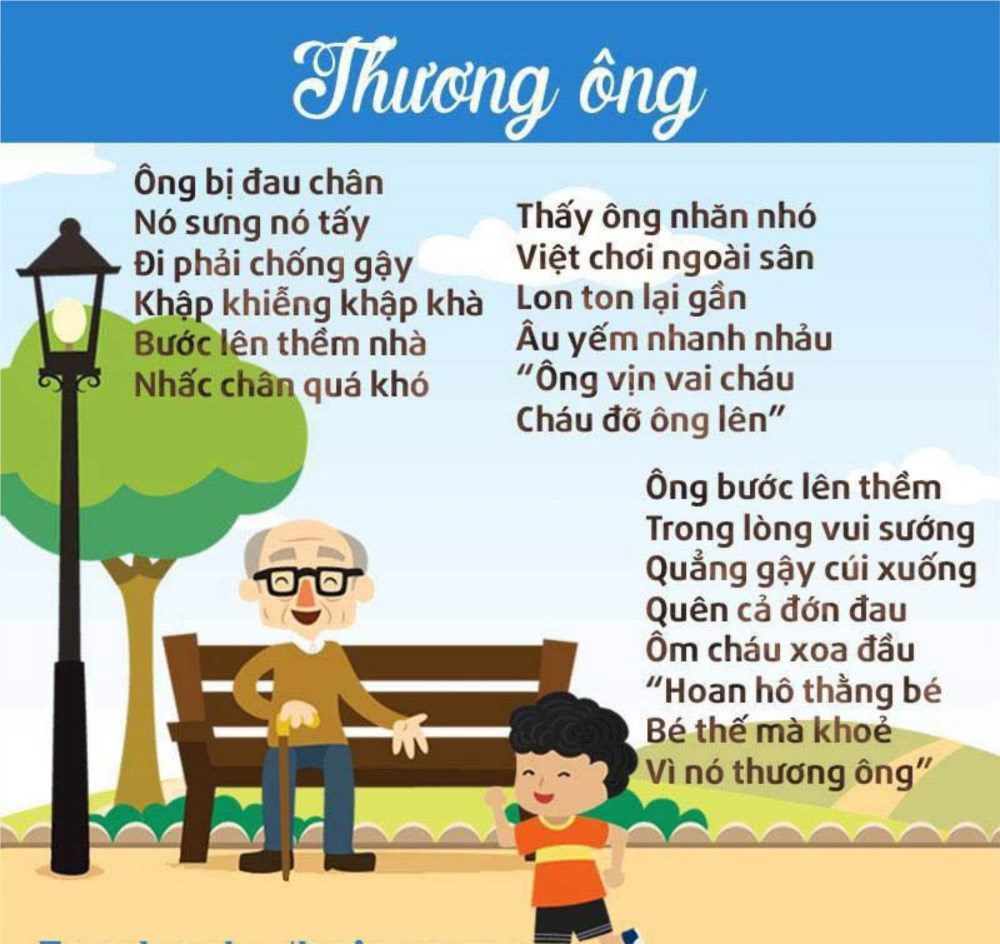 Thương ông
Ông bị đau chân
Nó sưng nó tấy
Đi phải chống gậy
Khập khiễng khập khà
Bước lên thềm nhà
Nhấc chân quá khó
Thấy ông nhăn nhó
Việt chơi ngoài sân
Lon ton lại gần
Âu yếm nhanh nhảu
“Ông vịn vai cháu
Cháu đỡ ông lên”
Ông bước lên thềm
Trong lòng vui sướng
Quẳng gậy cúi xuống
Quên cả đớn đau
Ôm cháu xoa đầu
“Hoan hô thằng bé
Bé thế mà khoẻ
Vì nó thương ông”